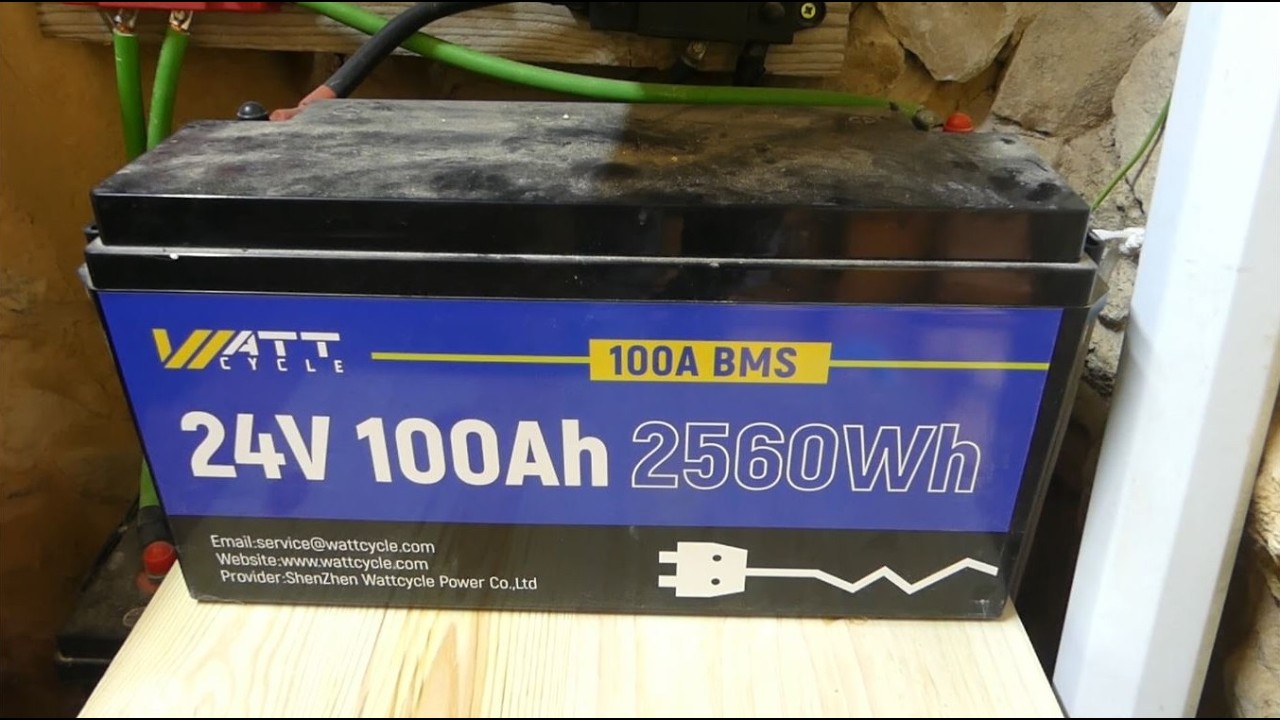 WATT
CYCLE
100A BMS
24V 100Ah 2560Wh
Email:service@wattcycle.com
Website:www.wattcycle.com
Provider:ShenZhen Wattcycle Power Co.,Ltd